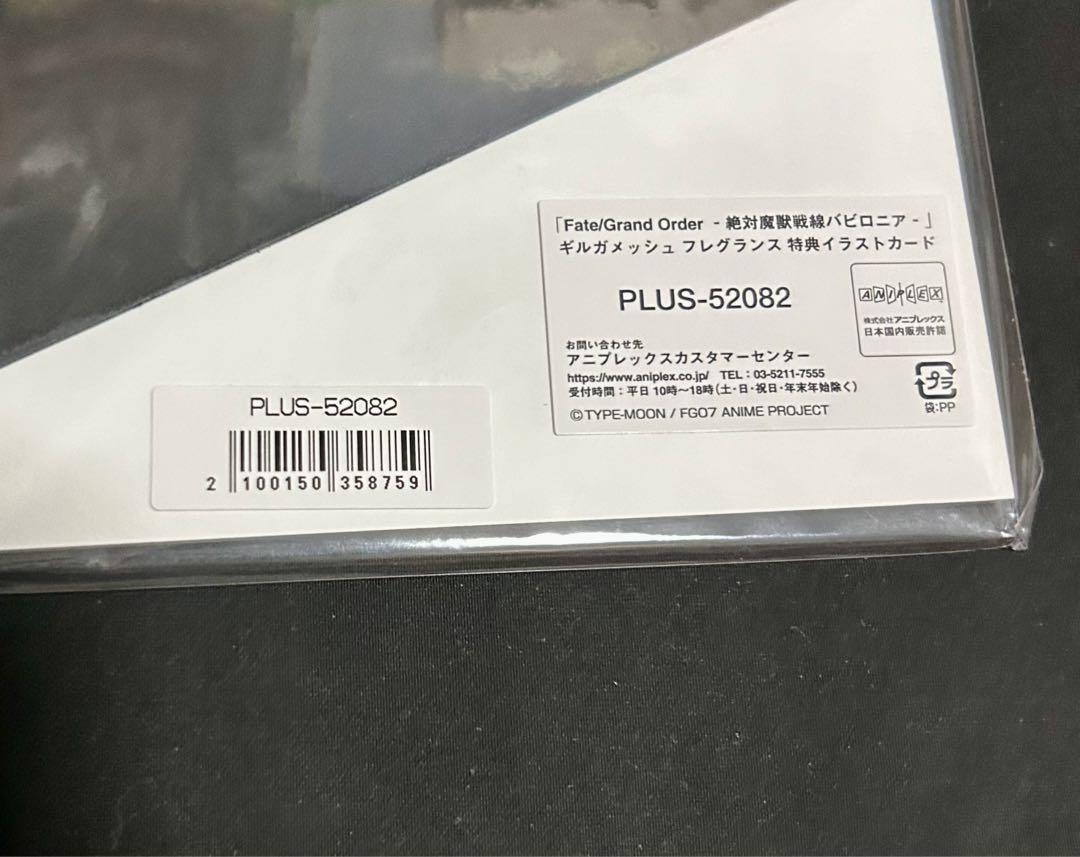 「Fate/Grand Order - 絶対魔獣戦線バビロニア - 」
ギルガメッシュ フレグランス 特典イラストカード
PLUS-52082
ANIPLEX
株式会社アニプレックス
日本国内販売許諾
お問い合わせ先
アニプレックスカスタマーセンター
https://www.aniplex.co.jp/ TEL：03-5211-7555
受付時間：平日 10時～18時（土・日・祝日・年末年始除く）
プラ
袋:PP
©TYPE-MOON / FGO7 ANIME PROJECT
PLUS-52082
2 100150 358759